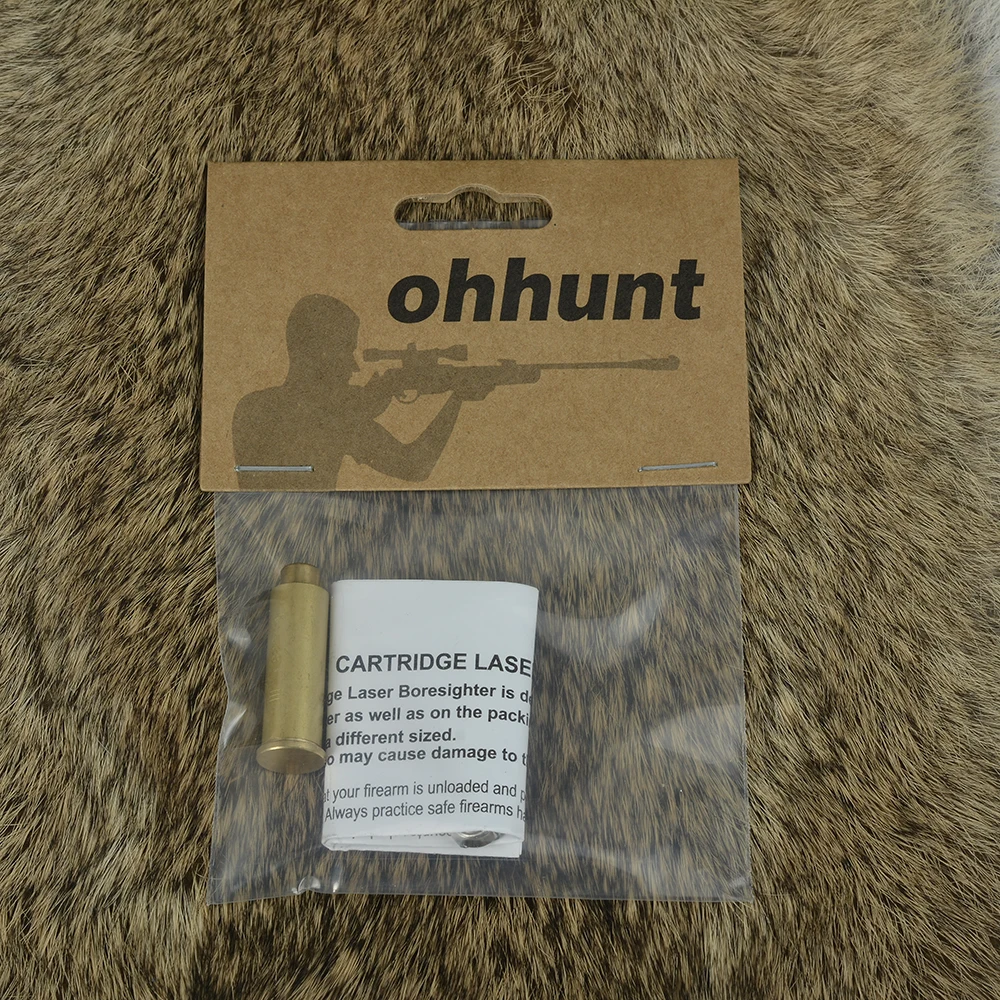 ohhunt
CARTRIDGE LASE
ge Laser Boresighter is de
er as well as on the packi
a different sized.
o may cause damage to t
t your firearm is unloaded and p
Always practice safe firearms ha